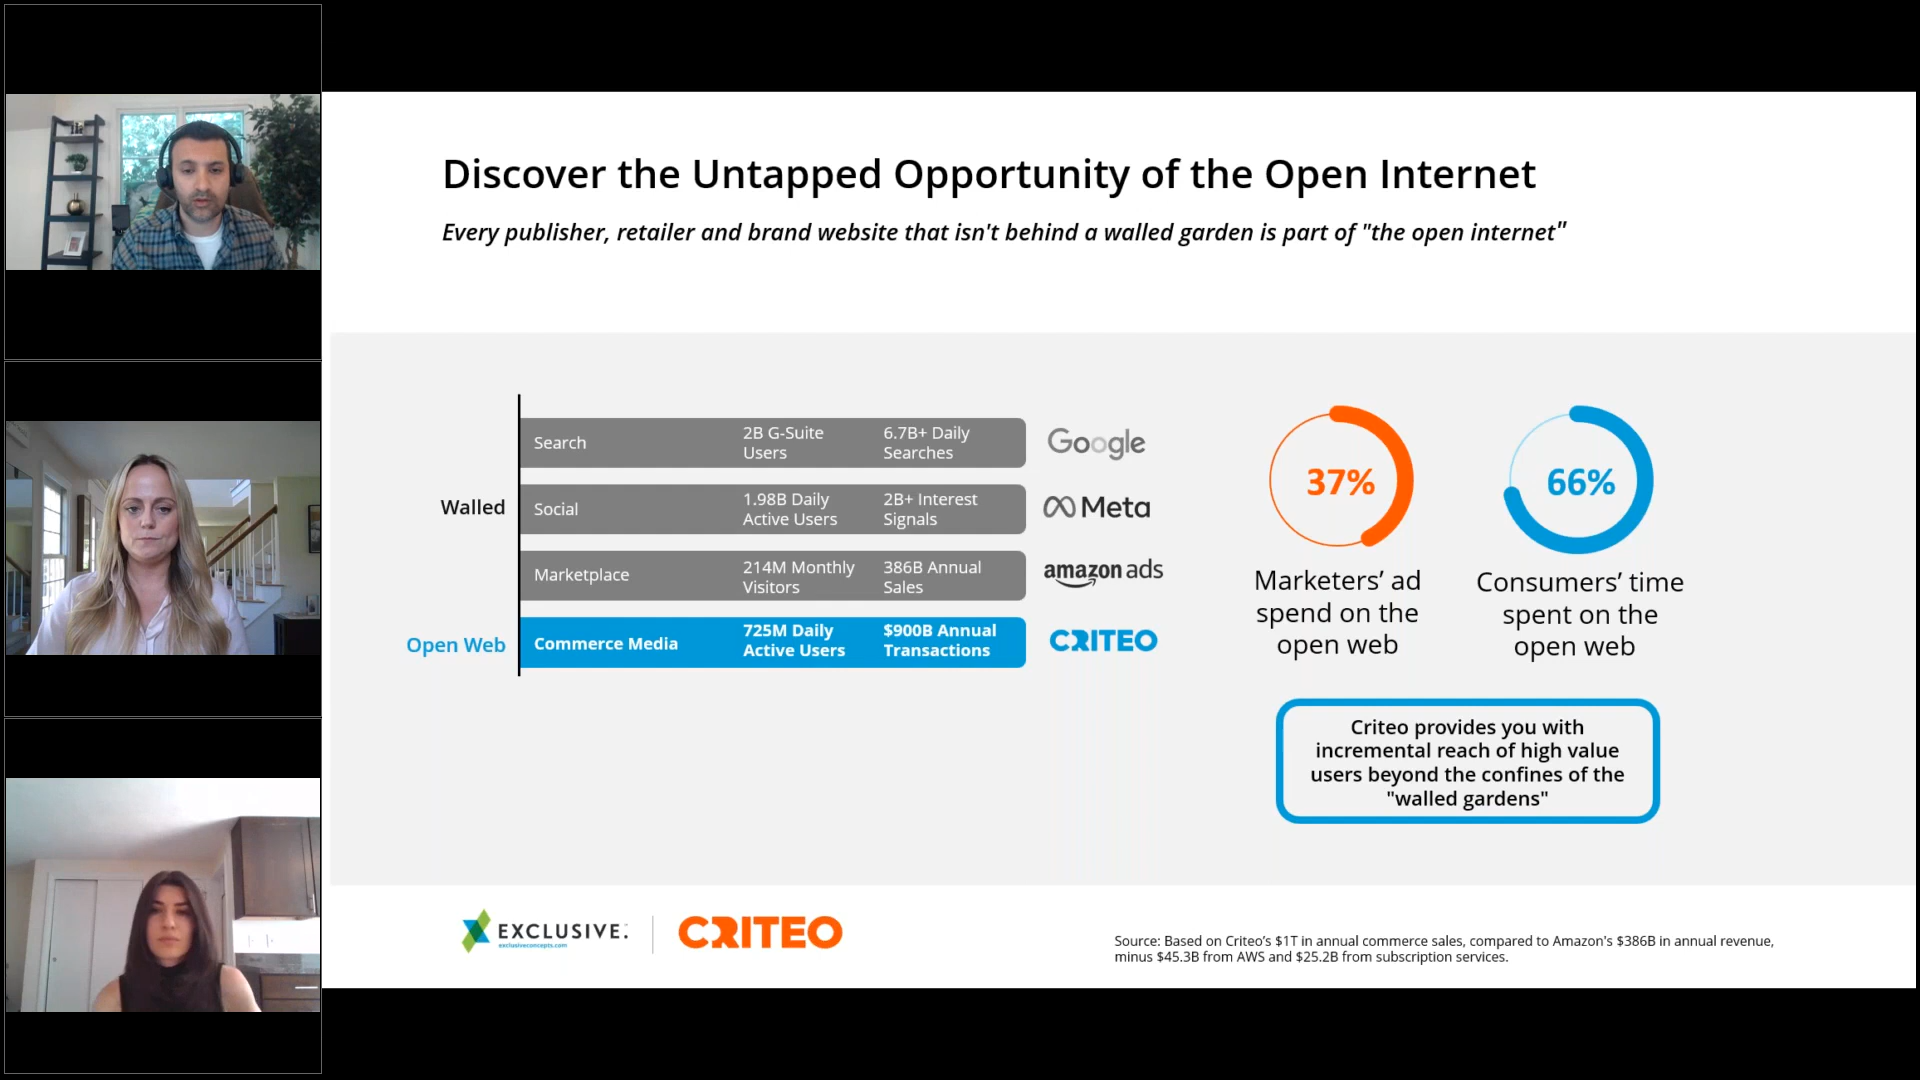 Discover the Untapped Opportunity of the Open Internet
Every publisher, retailer and brand website that isn't behind a walled garden is part of "the open internet"
Walled
Search
2B G-Suite
Users
6.7B+ Daily
Searches
Google
Social
1.98B Daily
Active Users
2B+ Interest
Signals
Meta
Marketplace
214M Monthly
Visitors
386B Annual
Sales
amazon ads
Open Web
Commerce Media
725M Daily
Active Users
$900B Annual
Transactions
CRITEO
37%
Marketers’ ad
spend on the
open web
66%
Consumers’ time
spent on the
open web
Criteo provides you with
incremental reach of high value
users beyond the confines of the
"walled gardens"
EXCLUSIVE.
exclusiveconcepts.com
CRITEO
Source: Based on Criteo’s $1T in annual commerce sales, compared to Amazon's $386B in annual revenue,
minus $45.3B from AWS and $25.2B from subscription services.